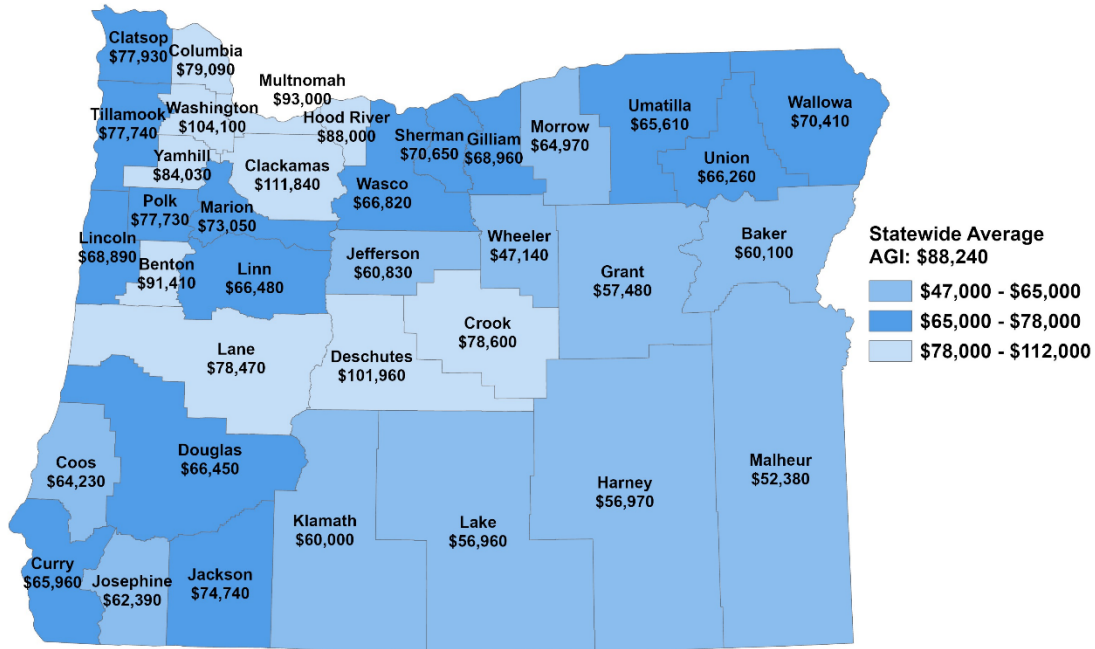 Clatsop
$77,930
Columbia
$79,090
Multnomah
$93,000
Tillamook
$77,740
Washington
$104,100
Hood River
$88,000
Yamhill
$84,030
Clackamas
$111,840
Wasco
$66,820
Sherman
$70,650
Gilliam
$68,960
Morrow
$64,970
Umatilla
$65,610
Union
$66,260
Wallowa
$70,410
Polk
$77,730
Marion
$73,050
Lincoln
$68,890
Benton
$91,410
Linn
$66,480
Jefferson
$60,830
Wheeler
$47,140
Grant
$57,480
Baker
$60,100
Lane
$78,470
Deschutes
$101,960
Crook
$78,600
Coos
$64,230
Douglas
$66,450
Klamath
$60,000
Lake
$56,960
Harney
$56,970
Malheur
$52,380
Curry
$65,960
Josephine
$62,390
Jackson
$74,740
Statewide Average
AGI: $88,240
$47,000 - $65,000
$65,000 - $78,000
$78,000 - $112,000